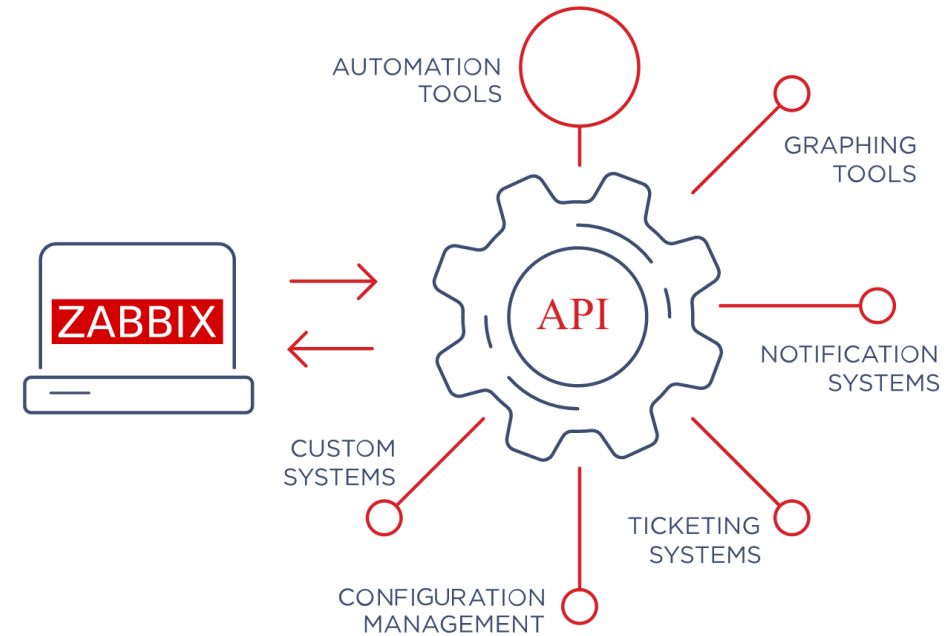 AUTOMATION
TOOLS
GRAPHING
TOOLS
ZABBIX
API
NOTIFICATION
SYSTEMS
CUSTOM
SYSTEMS
TICKETING
SYSTEMS
CONFIGURATION
MANAGEMENT